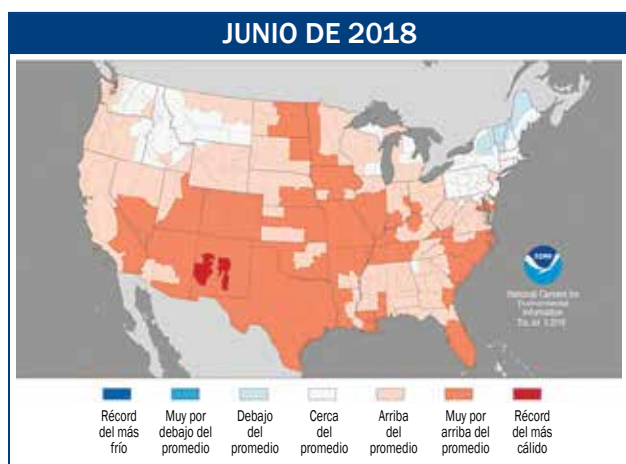 JUNIO DE 2018
NOAA
National Centers for
Environmental
Information
Récord
del más
frío
Muy por
debajo del
promedio
Debajo
del
promedio
Cerca
del
promedio
Arriba
del
promedio
Muy por
arriba del
promedio
Récord
del más
cálido